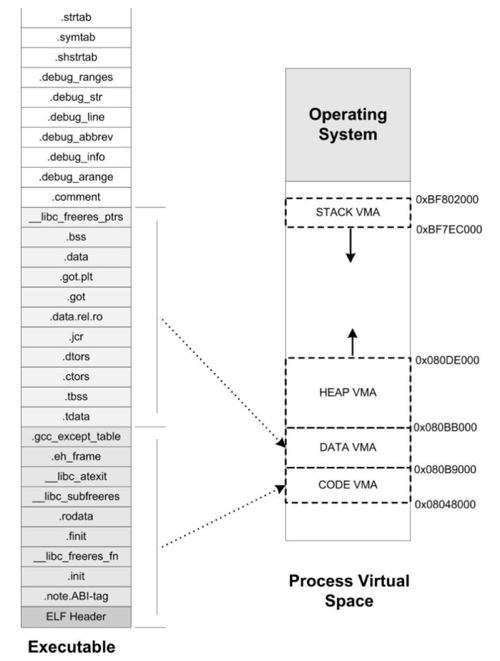 .strtab
.symtab
.shstrtab
.debug_ranges
.debug_str
.debug_line
.debug_abbrev
.debug_info
.debug_arange
.comment
__libc_freeres_ptrs
.bss
.data
.got.plt
.got
.data.rel.ro
.jcr
.dtors
.ctors
.tbss
.tdata
.gcc_except_table
.eh_frame
__libc_atexit
__libc_subfreeres
.rodata
.finit
__libc_freeres_fn
.init
.note.ABI-tag
ELF Header
Executable
Operating
System
0xBF802000
STACK VMA
0xBF7EC000
0x080DE000
HEAP VMA
0x080BB000
DATA VMA
0x080B9000
CODE VMA
0x08048000
Process Virtual
Space